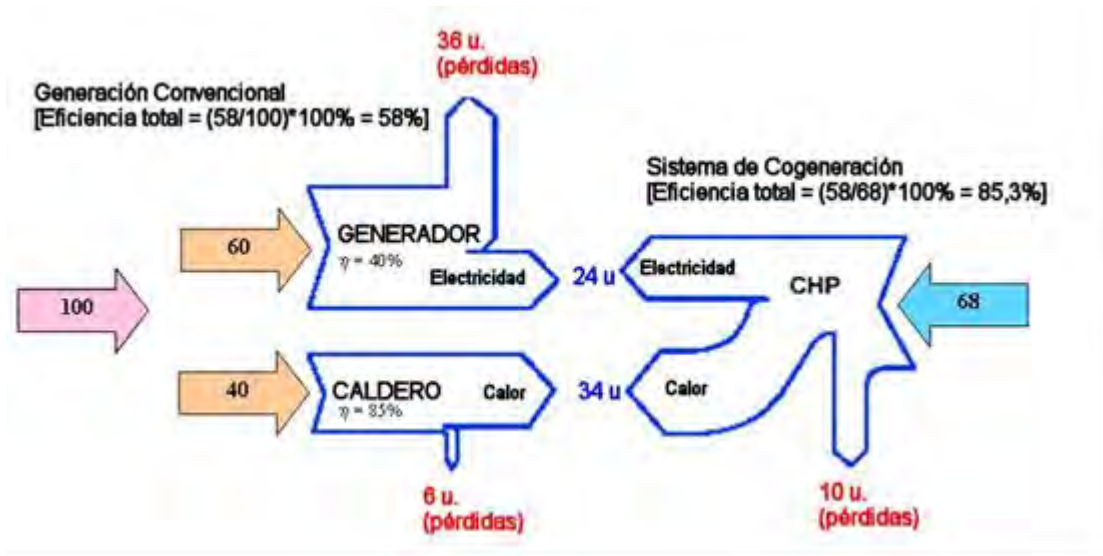 36 u.
(pérdidas)
Generación Convencional
[Eficiencia total = (58/100)*100% = 58%]
Sistema de Cogeneración
[Eficiencia total = (58/68)*100% = 85,3%]
60
GENERADOR
η = 40%
Electricidad
24 u
Electricidad
CHP
100
68
40
CALDERO
η = 85%
Calor
34 u
Calor
6 u.
(pérdidas)
10 u.
(pérdidas)